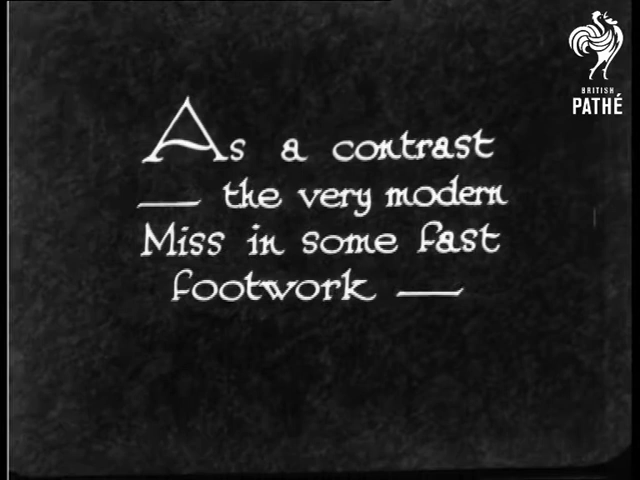 BRITISH
PATHÉ
As a contrast
— the very modern
Miss in some fast
footwork —